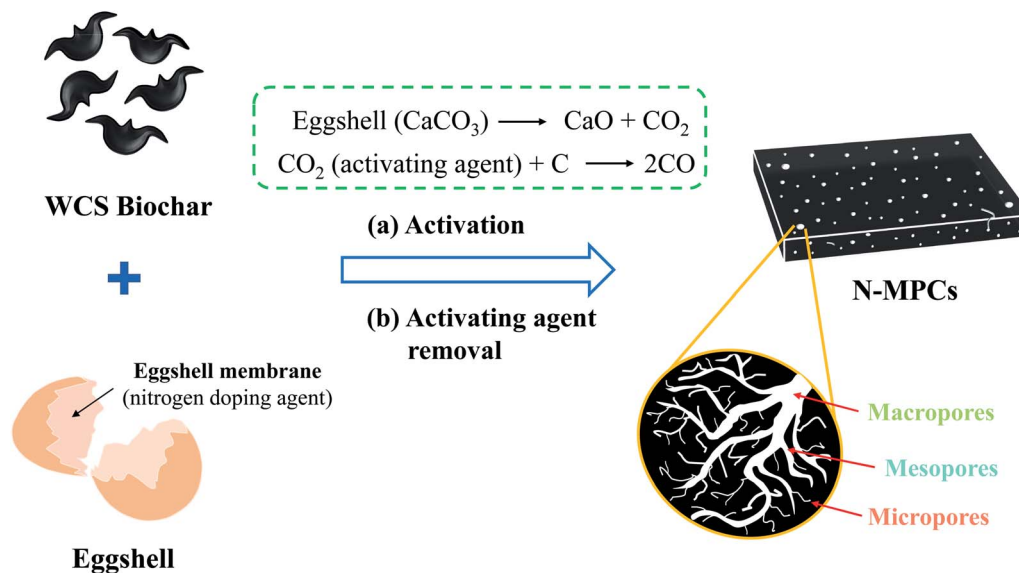 Eggshell (CaCO₃) ⟶ CaO + CO₂
CO₂ (activating agent) + C ⟶ 2CO
WCS Biochar
(a) Activation
(b) Activating agent
removal
Eggshell membrane
(nitrogen doping agent)
Eggshell
N-MPCs
Macropores
Mesopores
Micropores